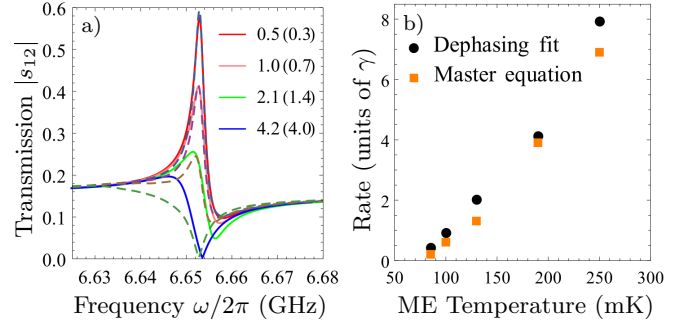 a)
0.6
0.5
0.4
0.3
0.2
0.1
0.0
Transmission |s₁₂|
0.5 (0.3)
1.0 (0.7)
2.1 (1.4)
4.2 (4.0)
6.63 6.64 6.65 6.66 6.67 6.68
Frequency ω/2π (GHz)
b)
8
6
4
2
0
Rate (units of γ)
Dephasing fit
Master equation
50 100 150 200 250 300
ME Temperature (mK)